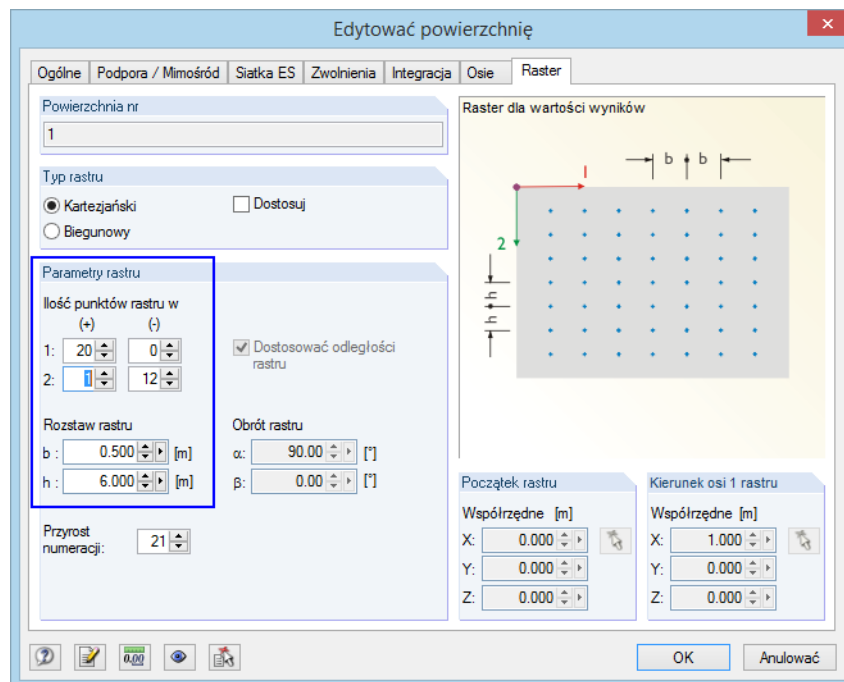 Edytować powierzchnię
Ogólne Podpora / Mimośród Siatka ES Zwolnienia Integracja Osie Raster
Powierzchnia nr
1
Typ rastru
Kartezjański Dostosuj
Biegunowy
Parametry rastru
Ilość punktów rastru w
(+) (-)
1: 20 0
2: 1 12
Dostosować odległości
rastru
Rozstaw rastru
b : 0.500 [m]
h : 6.000 [m]
Obrót rastru
α: 90.00 [°]
β: 0.00 [°]
Przyrost
numeracji: 21
Raster dla wartości wyników
b b
1
2
h
h
Początek rastru
Współrzędne [m]
X: 0.000
Y: 0.000
Z: 0.000
Kierunek osi 1 rastru
Współrzędne [m]
X: 1.000
Y: 0.000
Z: 0.000
0.00
OK Anulować